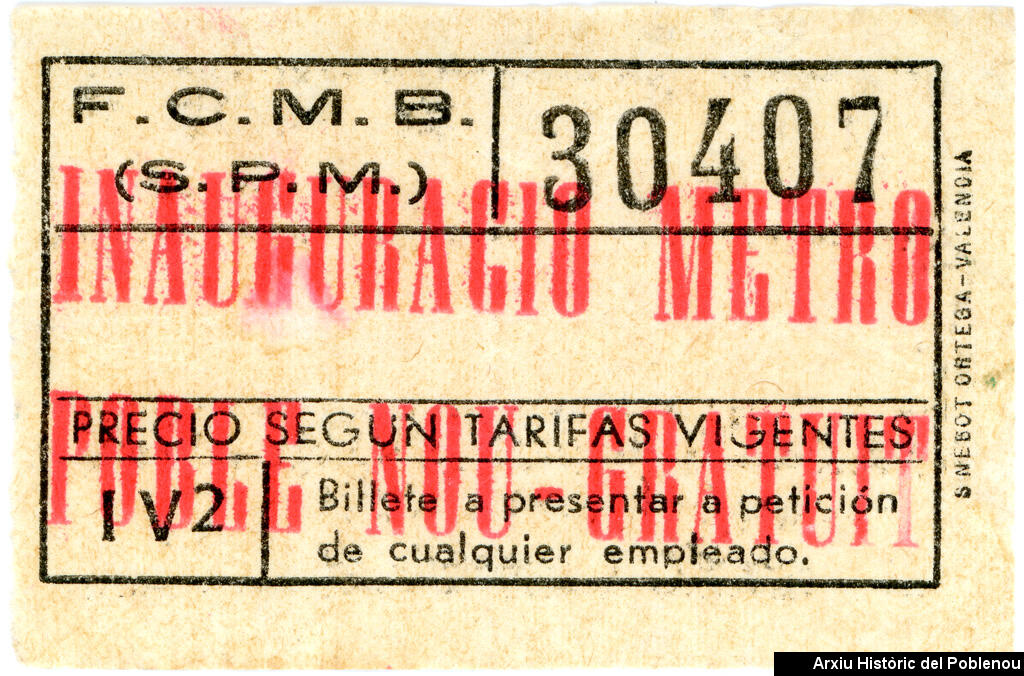 F.C.M.B.
(S.P.M.)
30407
INAUGURACIO METRO
POBLE NOU-GRATUIT
PRECIO SEGUN TARIFAS VIGENTES
IV2
Billete a presentar a petición
de cualquier empleado.
S NEBOT ORTEGA-VALENCIA
Arxiu Històric del Poblenou